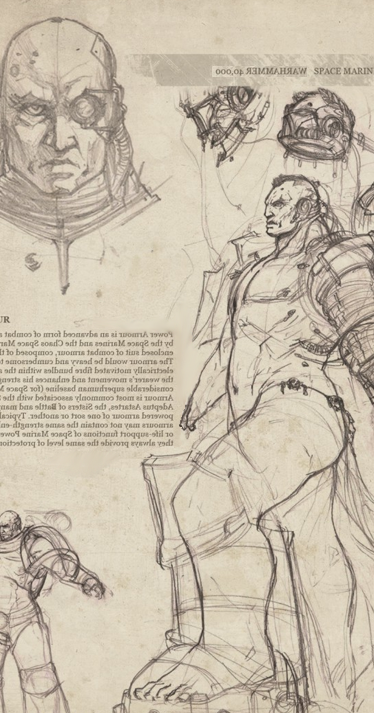 WARHAMMER 40,000 SPACE MARIN
UR
Power Armour is an advanced form of combat a
by the Space Marines and the Chaos Space Mar
enclosed suit of combat armour, composed of th
The armour would be heavy and cumbersome to
electrically motivated fibre bundles within the a
the wearer's movement and enhances his streng
considerable superhuman baseline (for Space M
Armour is most commonly associated with the
Adeptus Astartes, the Sisters of Battle and man
powered armour of one sort or another. Typical
armours may not contain the same strength-en
or life support functions of Space Marine Powe
they always provide the same level of protection